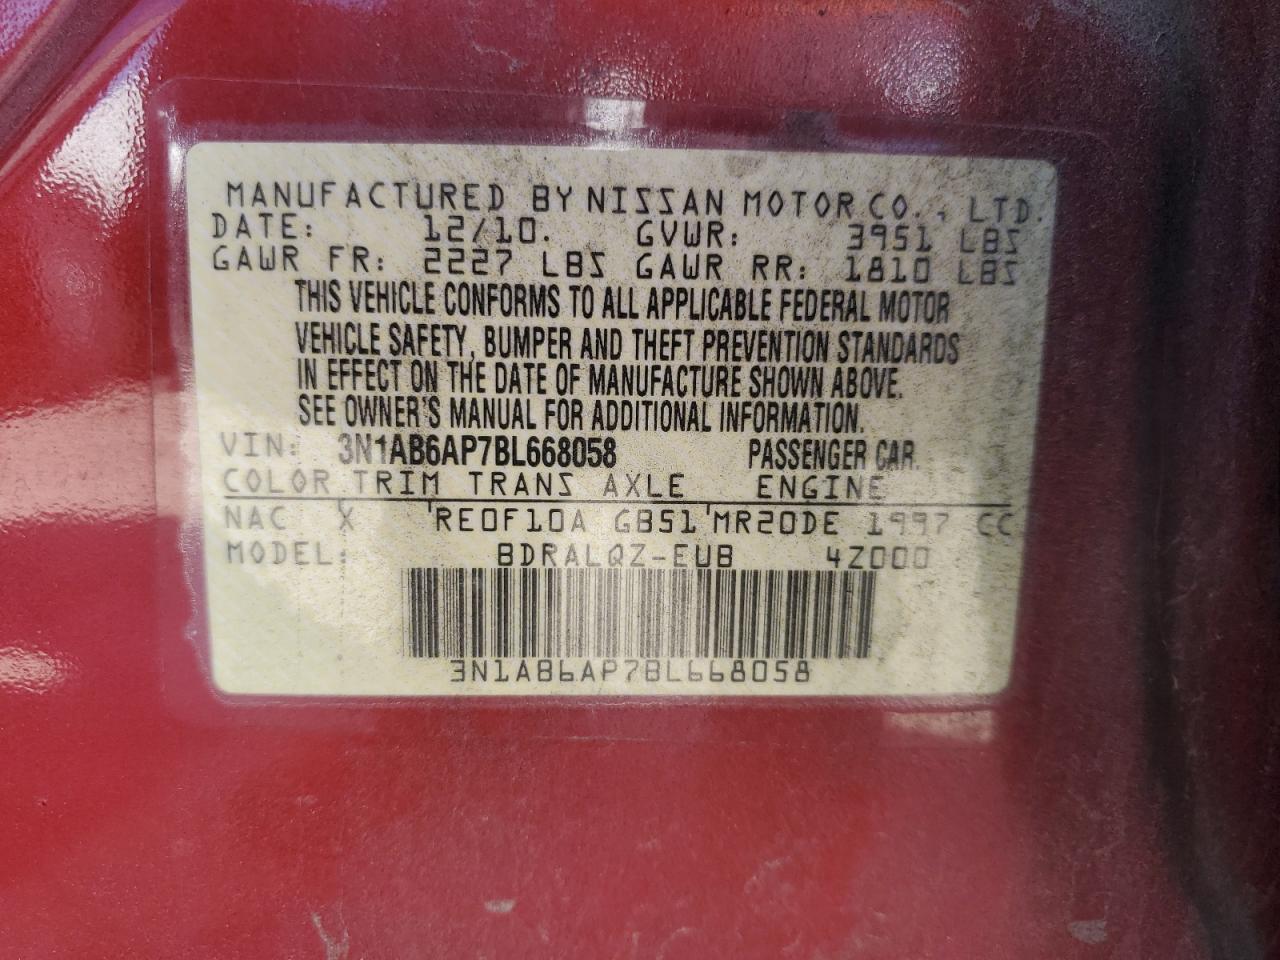 MANUFACTURED BY NISSAN MOTOR CO., LTD.
DATE: 12/10. GVWR: 3951 LBS
GAWR FR: 2227 LBS GAWR RR: 1810 LBS
THIS VEHICLE CONFORMS TO ALL APPLICABLE FEDERAL MOTOR
VEHICLE SAFETY, BUMPER AND THEFT PREVENTION STANDARDS
IN EFFECT ON THE DATE OF MANUFACTURE SHOWN ABOVE.
SEE OWNER'S MANUAL FOR ADDITIONAL INFORMATION.
VIN: 3N1AB6AP7BL668058 PASSENGER CAR.
COLOR TRIM TRANS AXLE ENGINE
NAC X RE0F10A GB51 MR20DE 1997 CC
MODEL: BDRALQZ-EUB 4Z000
3N1AB6AP7BL668058